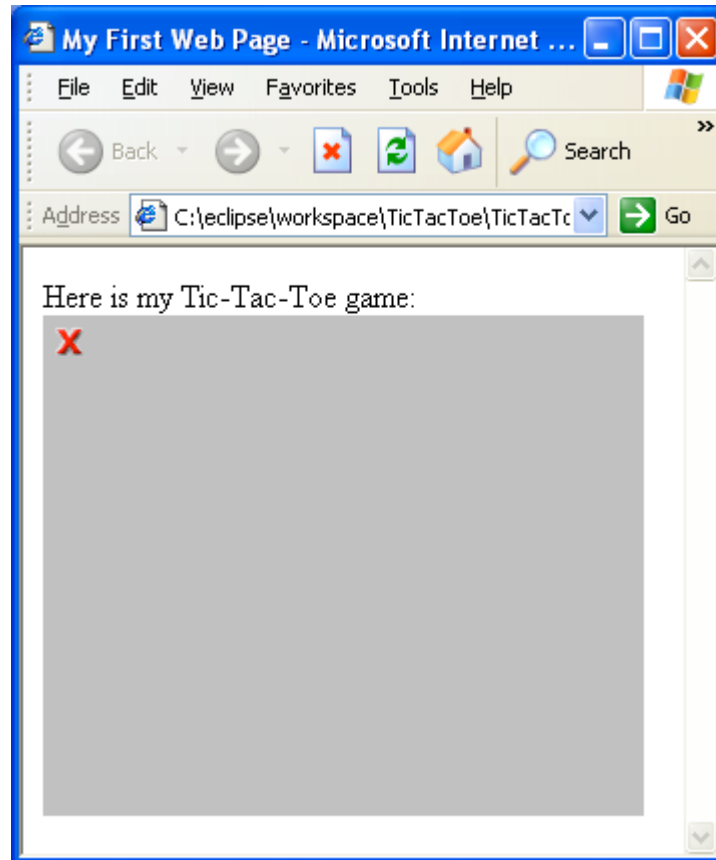 My First Web Page - Microsoft Internet ...
File Edit View Favorites Tools Help
Back Search »
Address C:\eclipse\workspace\TicTacToe\TicTacTo Go
Here is my Tic-Tac-Toe game: